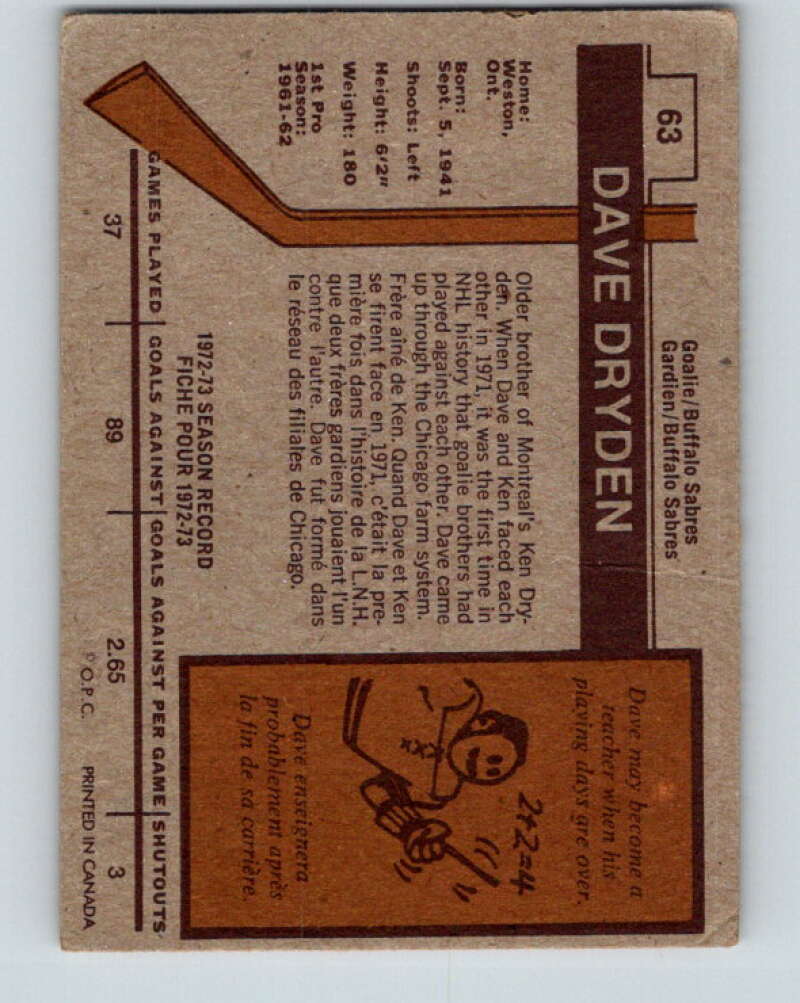 63
Goalie/Buffalo Sabres
Gardien/Buffalo Sabres
DAVE DRYDEN
Home:
Weston,
Ont.
Born:
Sept. 5, 1941
Shoots: Left
Height: 6'2"
Weight: 180
1st Pro
Season:
1961-62
Older brother of Montreal's Ken Dry-
den. When Dave and Ken faced each
other in 1971, it was the first time in
NHL history that goalie brothers had
played against each other. Dave came
up through the Chicago farm system.
Frère aîné de Ken. Quand Dave et Ken
se firent face en 1971, c'était la pre-
mière fois dans l'histoire de la L.N.H.
que deux frères gardiens jouaient l'un
contre l'autre. Dave fut formé dans
le réseau des filiales de Chicago.
Dave may become a
teacher when his
playing days are over.
2+2=4
XXX
Dave enseignera
probablement après
la fin de sa carrière.
1972-73 SEASON RECORD
FICHE POUR 1972-73
GAMES PLAYED GOALS AGAINST GOALS AGAINST PER GAME SHUTOUTS
37 89 2.65 3
© O.P.C. PRINTED IN CANADA